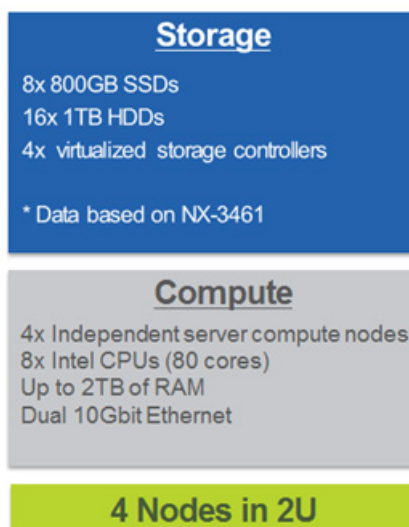 Storage
8x 800GB SSDs
16x 1TB HDDs
4x virtualized storage controllers
* Data based on NX-3461
Compute
4x Independent server compute nodes
8x Intel CPUs (80 cores)
Up to 2TB of RAM
Dual 10Gbit Ethernet
4 Nodes in 2U